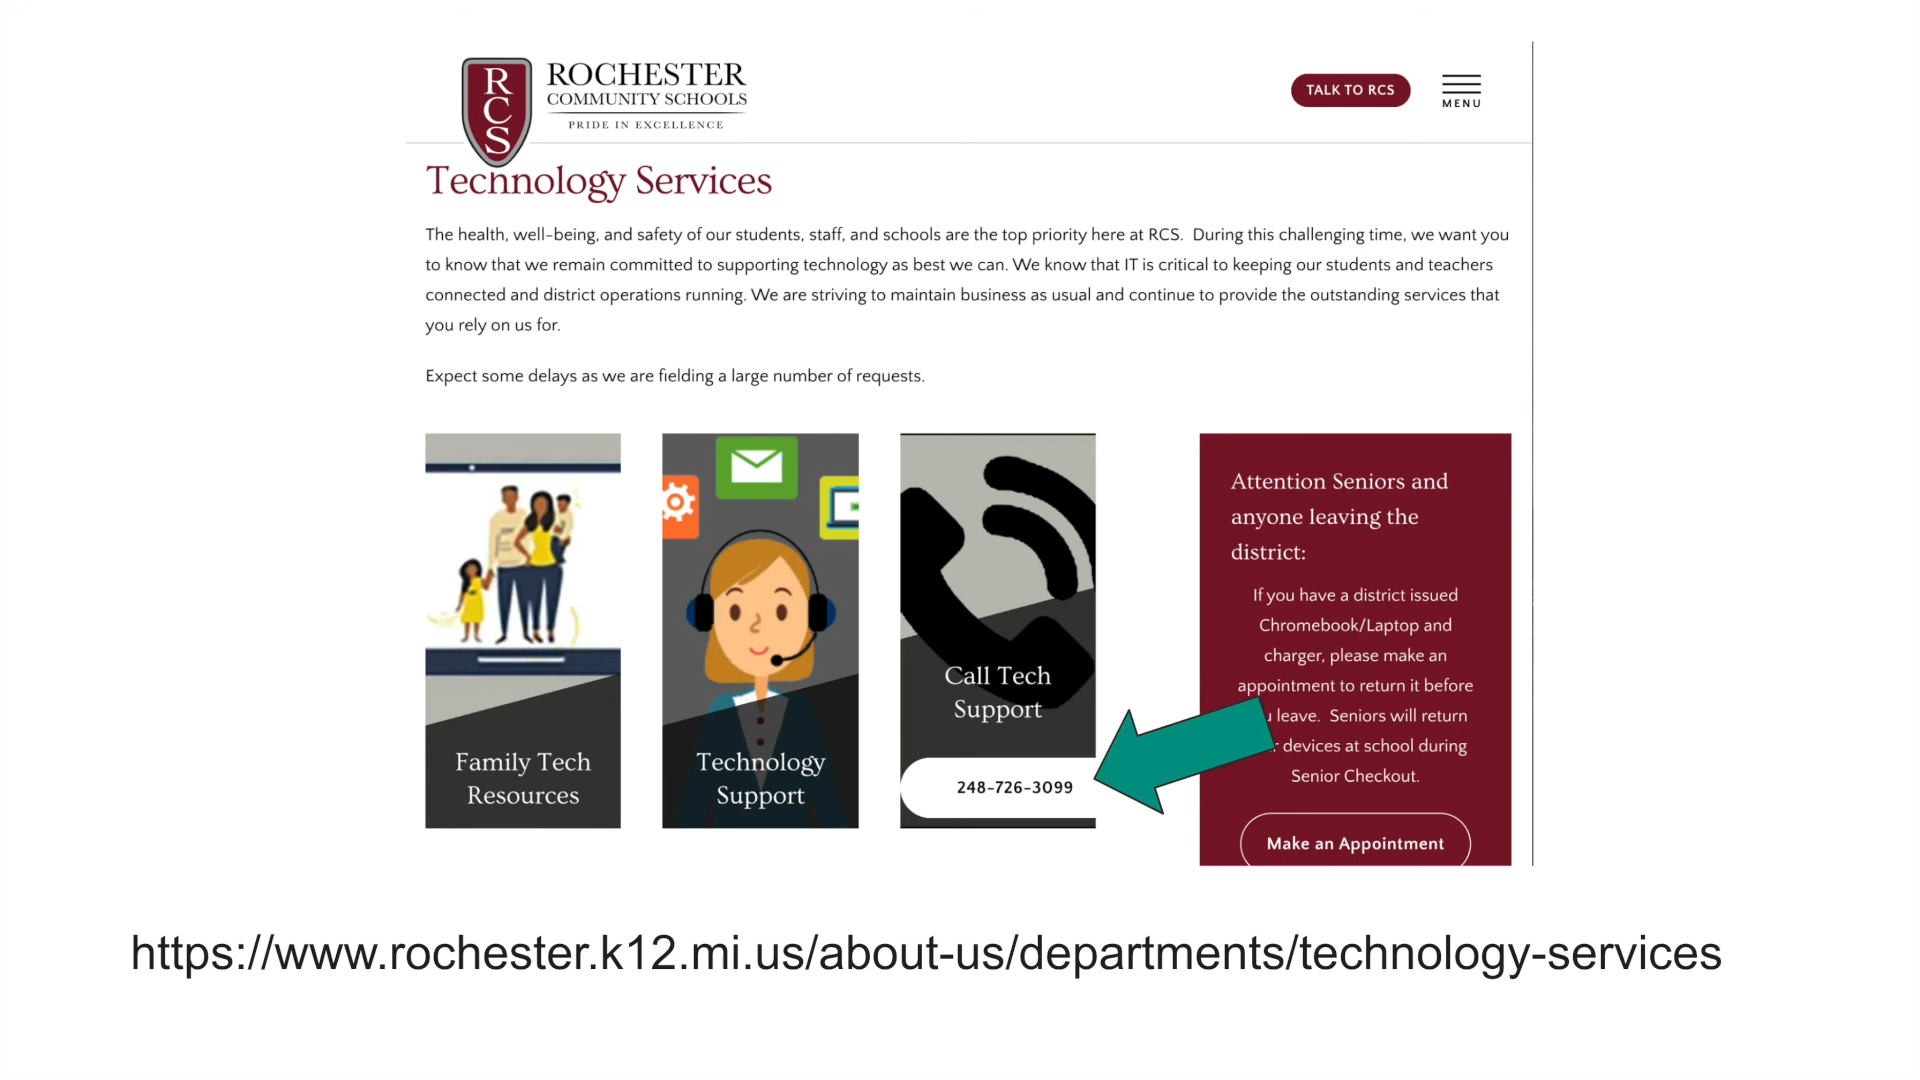 RCS
ROCHESTER
COMMUNITY SCHOOLS
PRIDE IN EXCELLENCE
TALK TO RCS
MENU
Technology Services
The health, well-being, and safety of our students, staff, and schools are the top priority here at RCS. During this challenging time, we want you
to know that we remain committed to supporting technology as best we can. We know that IT is critical to keeping our students and teachers
connected and district operations running. We are striving to maintain business as usual and continue to provide the outstanding services that
you rely on us for.
Expect some delays as we are fielding a large number of requests.
Family Tech
Resources
Technology
Support
Call Tech
Support
248-726-3099
Attention Seniors and
anyone leaving the
district:
If you have a district issued
Chromebook/Laptop and
charger, please make an
appointment to return it before
leave. Seniors will return
devices at school during
Senior Checkout.
Make an Appointment
https://www.rochester.k12.mi.us/about-us/departments/technology-services